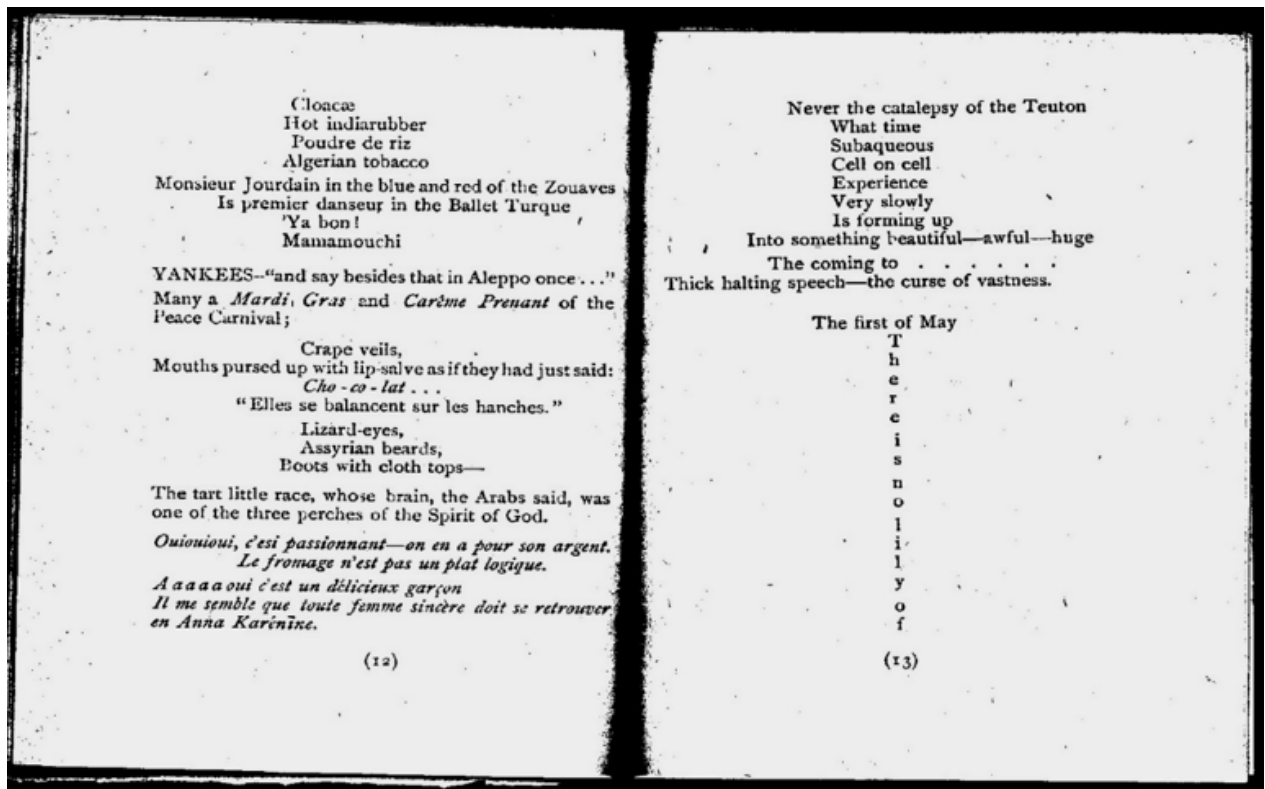 Cloacæ
Hot indiarubber
Poudre de riz
Algerian tobacco
Monsieur Jourdain in the blue and red of the Zouaves
Is premier danseur in the Ballet Turque
'Ya bon!
Mamamouchi
YANKEES--"and say besides that in Aleppo once..."
Many a Mardi Gras and Carême Prenant of the
Peace Carnival;
Crape veils,
Mouths pursed up with lip-salve as if they had just said:
Cho-co-lat...
"Elles se balancent sur les hanches."
Lizard-eyes,
Assyrian beards,
Boots with cloth tops—
The tart little race, whose brain, the Arabs said, was
one of the three perches of the Spirit of God.
Ouiouioui, c'esi passionnant—on en a pour son argent.
Le fromage n'est pas un plat logique.
A a a a a oui c'est un délicieux garçon
Il me semble que toute femme sincère doit se retrouver
en Anna Karénine.
(12)
Never the catalepsy of the Teuton
What time
Subaqueous
Cell on cell
Experience
Very slowly
Is forming up
Into something beautiful—awful—huge
The coming to . . . . . .
Thick halting speech—the curse of vastness.
The first of May
T
h
e
r
e
i
s
n
o
l
i
l
y
o
f
(13)